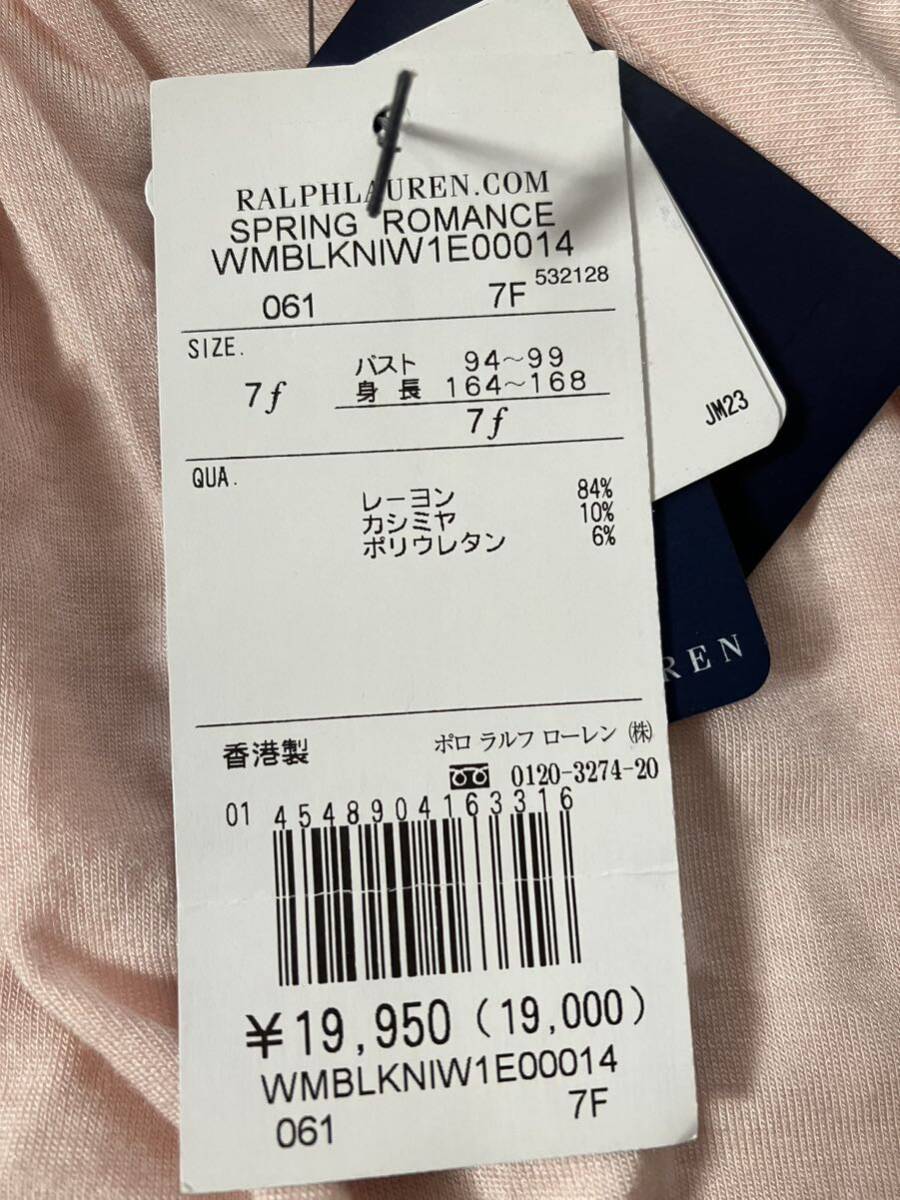 RALPHLAUREN.COM
SPRING ROMANCE
WMBLKNIW1E00014
061 7F 532128
SIZE.
バスト 94~99
7f 身長 164~168
7f
QUA.
レーヨン 84%
カシミヤ 10%
ポリウレタン 6%
香港製 ポロ ラルフ ローレン (株)
0120-3274-20
01 4548904163316
¥19,950 (19,000)
WMBLKNIW1E00014
061 7F
JM23
REN